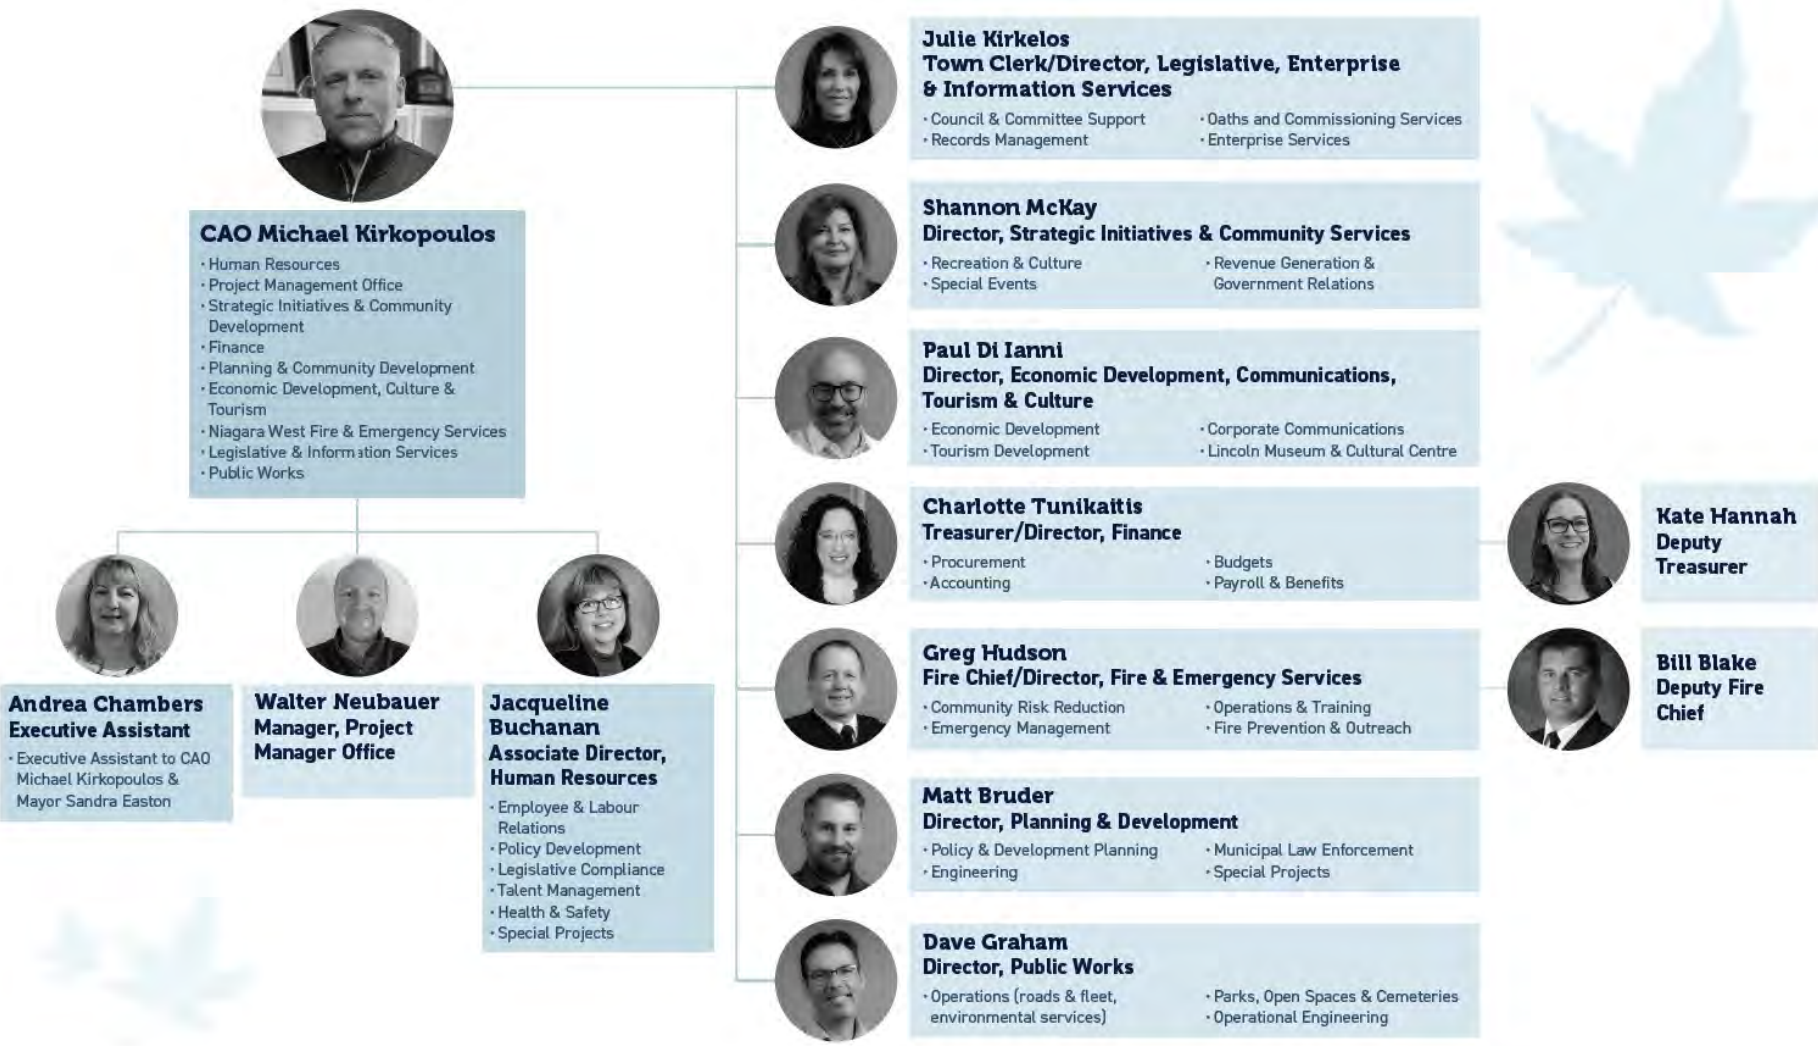 CAO Michael Kirkopoulos
· Human Resources
· Project Management Office
· Strategic Initiatives & Community
Development
· Finance
· Planning & Community Development
· Economic Development, Culture &
Tourism
· Niagara West Fire & Emergency Services
· Legislative & Information Services
· Public Works
Andrea Chambers
Executive Assistant
· Executive Assistant to CAO
Michael Kirkopoulos &
Mayor Sandra Easton
Walter Neubauer
Manager, Project
Manager Office
Jacqueline
Buchanan
Associate Director,
Human Resources
· Employee & Labour
Relations
· Policy Development
· Legislative Compliance
· Talent Management
· Health & Safety
· Special Projects
Julie Kirkelos
Town Clerk/Director, Legislative, Enterprise
& Information Services
· Council & Committee Support
· Records Management
· Oaths and Commissioning Services
· Enterprise Services
Shannon McKay
Director, Strategic Initiatives & Community Services
· Recreation & Culture
· Special Events
· Revenue Generation &
Government Relations
Paul Di Ianni
Director, Economic Development, Communications,
Tourism & Culture
· Economic Development
· Tourism Development
· Corporate Communications
· Lincoln Museum & Cultural Centre
Charlotte Tunikaitis
Treasurer/Director, Finance
· Procurement
· Accounting
· Budgets
· Payroll & Benefits
Kate Hannah
Deputy
Treasurer
Greg Hudson
Fire Chief/Director, Fire & Emergency Services
· Community Risk Reduction
· Emergency Management
· Operations & Training
· Fire Prevention & Outreach
Bill Blake
Deputy Fire
Chief
Matt Bruder
Director, Planning & Development
· Policy & Development Planning
· Engineering
· Municipal Law Enforcement
· Special Projects
Dave Graham
Director, Public Works
· Operations (roads & fleet,
environmental services)
· Parks, Open Spaces & Cemeteries
· Operational Engineering